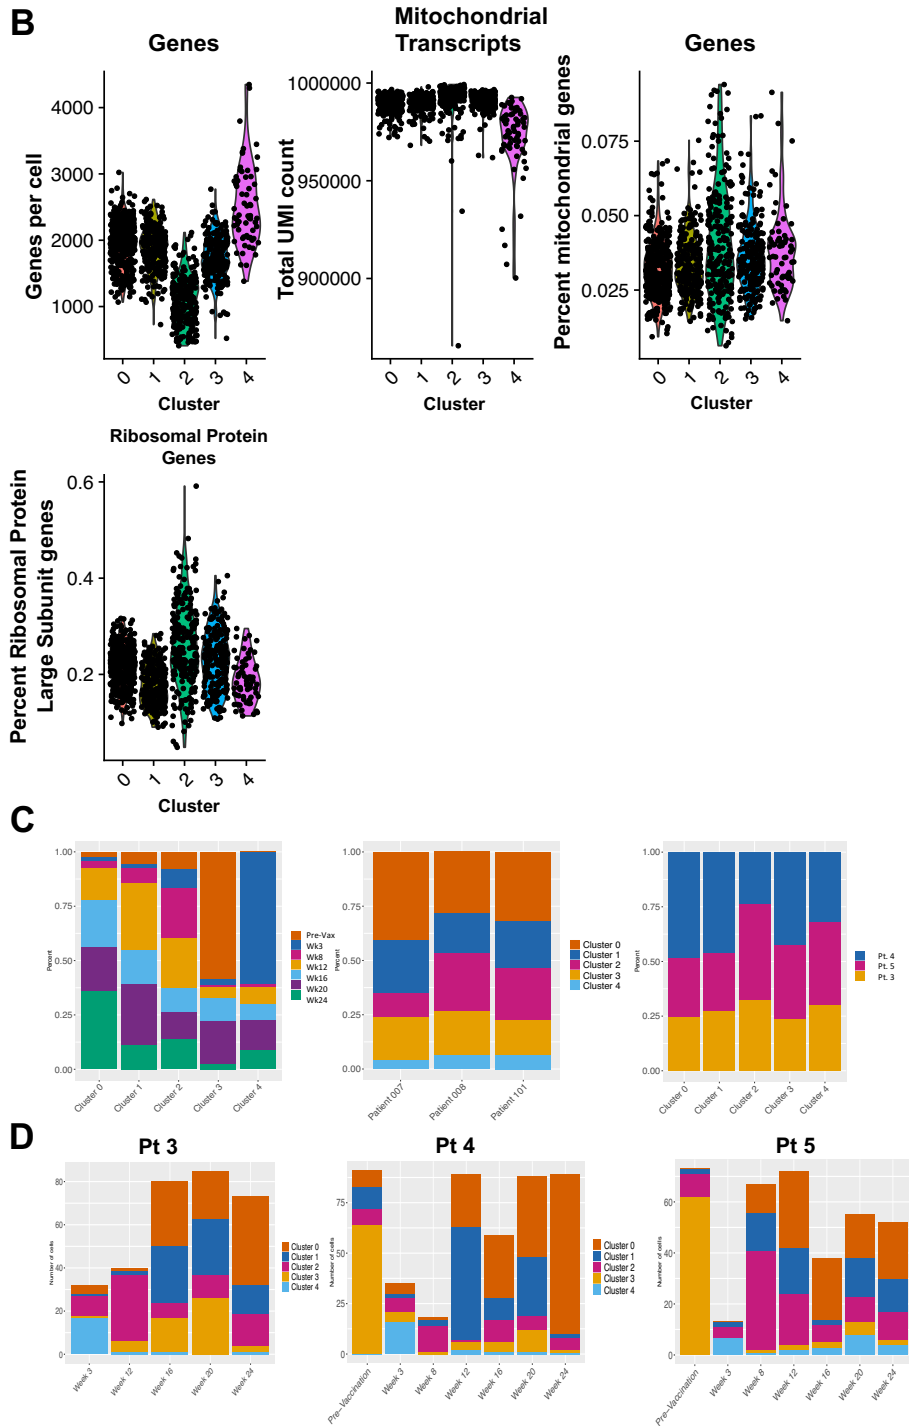 B
Genes
Genes per cell
4000
3000
2000
1000
0
1
2
3
4
Cluster
Mitochondrial
Transcripts
Total UMI count
1000000
950000
900000
0
1
2
3
4
Cluster
Genes
Percent mitochondrial genes
0.075
0.050
0.025
0
1
2
3
4
Cluster
Ribosomal Protein
Genes
Percent Ribosomal Protein
Large Subunit genes
0.6
0.4
0.2
0
1
2
3
4
Cluster
C
Percent
1.00
0.75
0.50
0.25
0.00
Cluster 0
Cluster 1
Cluster 2
Cluster 3
Cluster 4
Pre-Vax
Wk3
Wk8
Wk12
Wk16
Wk20
Wk24
Percent
1.00
0.75
0.50
0.25
0.00
Patient 007
Patient 008
Patient 101
Cluster 0
Cluster 1
Cluster 2
Cluster 3
Cluster 4
Percent
1.00
0.75
0.50
0.25
0.00
Cluster 0
Cluster 1
Cluster 2
Cluster 3
Cluster 4
Pt. 4
Pt. 5
Pt. 3
D
Pt 3
Number of cells
80
60
40
20
0
Week 3
Week 12
Week 16
Week 20
Week 24
Cluster 0
Cluster 1
Cluster 2
Cluster 3
Cluster 4
Pt 4
Number of cells
75
50
25
0
Pre-Vaccination
Week 3
Week 8
Week 12
Week 16
Week 20
Week 24
Cluster 0
Cluster 1
Cluster 2
Cluster 3
Cluster 4
Pt 5
Number of cells
60
40
20
0
Pre-Vaccination
Week 3
Week 8
Week 12
Week 16
Week 20
Week 24